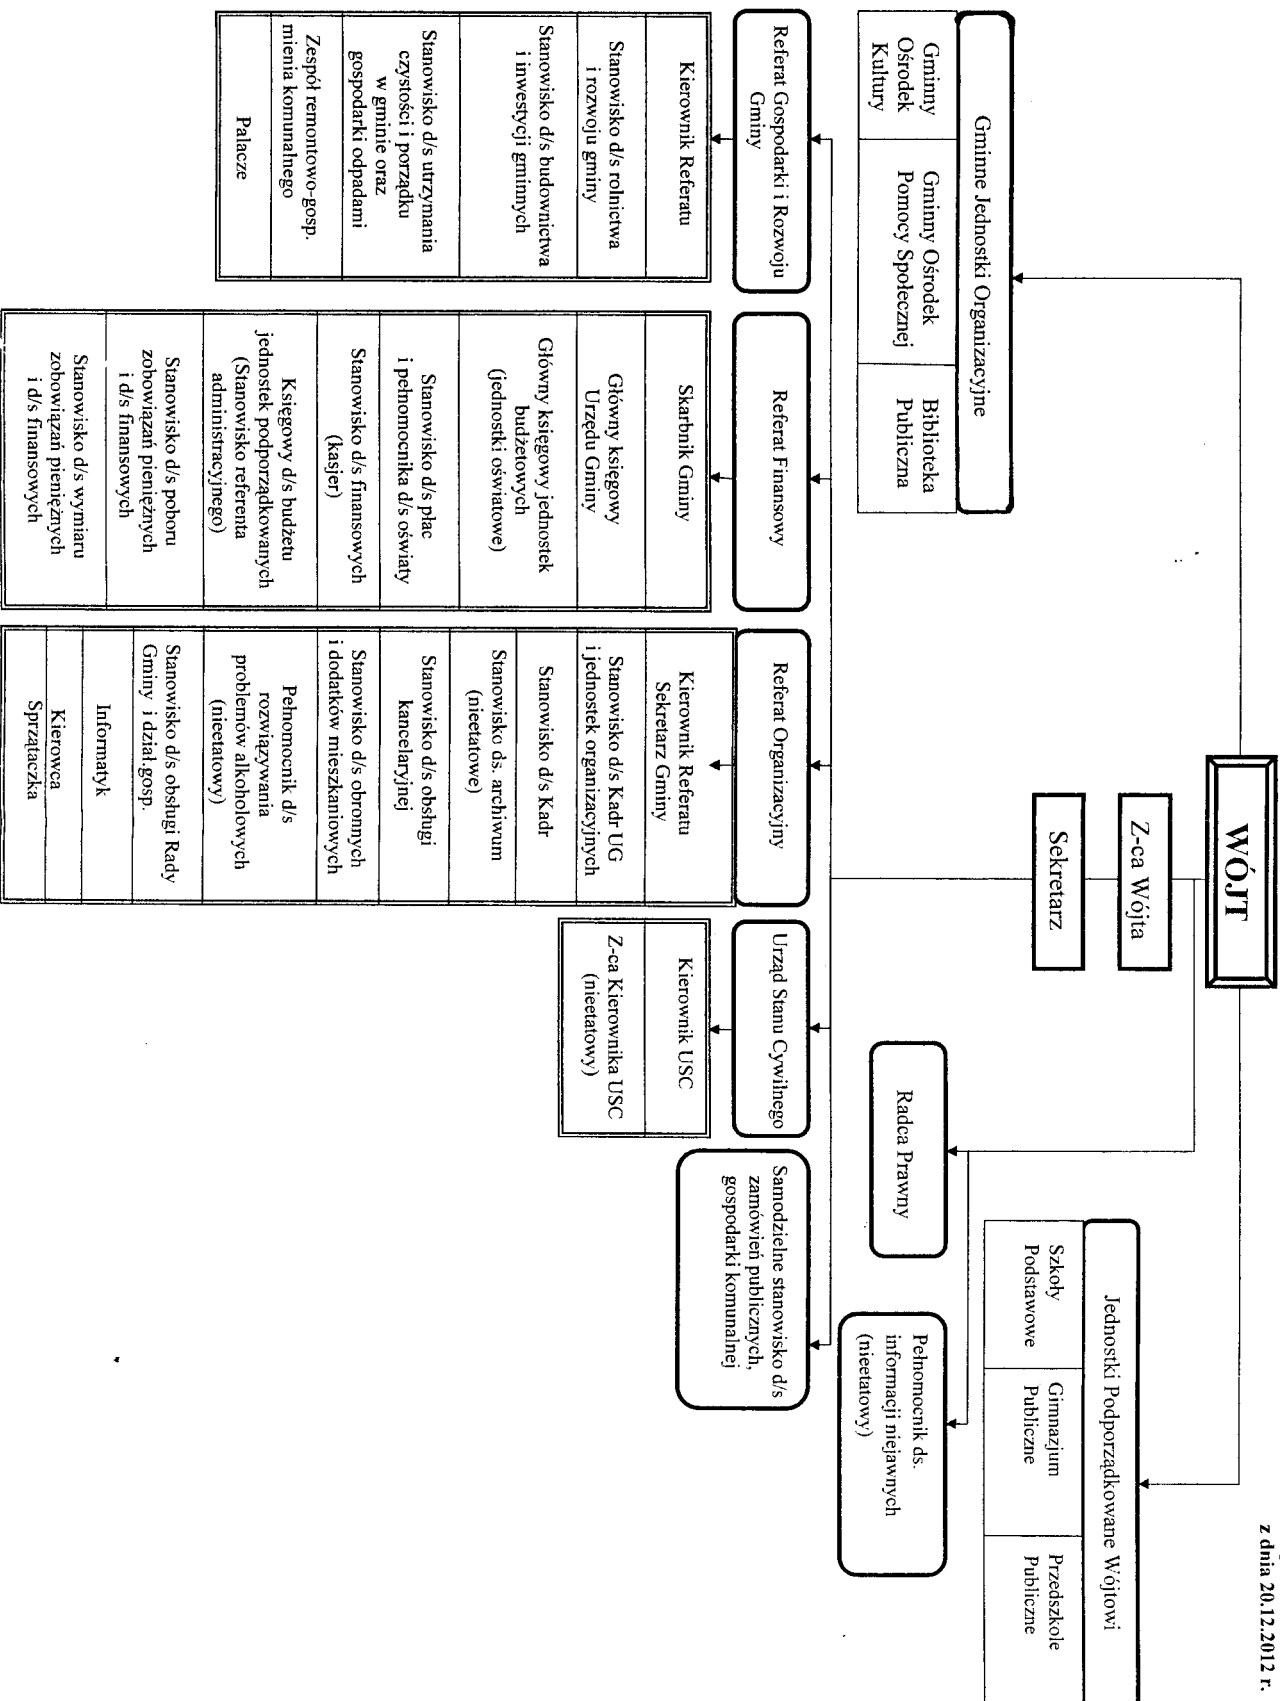 z dnia 20.12.2012 r.
WÓJT
Z-ca Wójta
Sekretarz
Gminne Jednostki Organizacyjne
Gminny
Ośrodek
Kultury
Gminny Ośrodek
Pomocy Społecznej
Biblioteka
Publiczna
Jednostki Podporządkowane Wójtowi
Szkoły
Podstawowe
Gimnazjum
Publiczne
Przedszkole
Publiczne
Radca Prawny
Pełnomocnik ds.
informacji niejawnych
(nieetatowy)
Referat Gospodarki i Rozwoju
Gminy
Kierownik Referatu
Stanowisko d/s rolnictwa
i rozwoju gminy
Stanowisko d/s budownictwa
i inwestycji gminnych
Stanowisko d/s utrzymania
czystości i porządku
w gminie oraz
gospodarki odpadami
Zespół remontowo-gosp.
mienia komunalnego
Palacze
Referat Finansowy
Skarbnik Gminy
Główny księgowy
Urzędu Gminy
Główny księgowy jednostek
budżetowych
(jednostki oświatowe)
Stanowisko d/s płac
i pełnomocnika d/s oświaty
Stanowisko d/s finansowych
(kasjer)
Księgowy d/s budżetu
jednostek podporządkowanych
(Stanowisko referenta
administracyjnego)
Stanowisko d/s poboru
zobowiązań pieniężnych
i d/s finansowych
Stanowisko d/s wymiaru
zobowiązań pieniężnych
i d/s finansowych
Referat Organizacyjny
Kierownik Referatu
Sekretarz Gminy
Stanowisko d/s Kadr UG
i jednostek organizacyjnych
Stanowisko d/s Kadr
Stanowisko ds. archiwum
(nieetatowe)
Stanowisko d/s obsługi
kancelaryjnej
Stanowisko d/s obronnych
i dodatków mieszkaniowych
Pełnomocnik d/s
rozwiązywania
problemów alkoholowych
(nieetatowy)
Stanowisko d/s obsługi Rady
Gminy i dział.gosp.
Informatyk
Kierowca
Sprzątaczka
Urząd Stanu Cywilnego
Kierownik USC
Z-ca Kierownika USC
(nieetatowy)
Samodzielne stanowisko d/s
zamówień publicznych,
gospodarki komunalnej